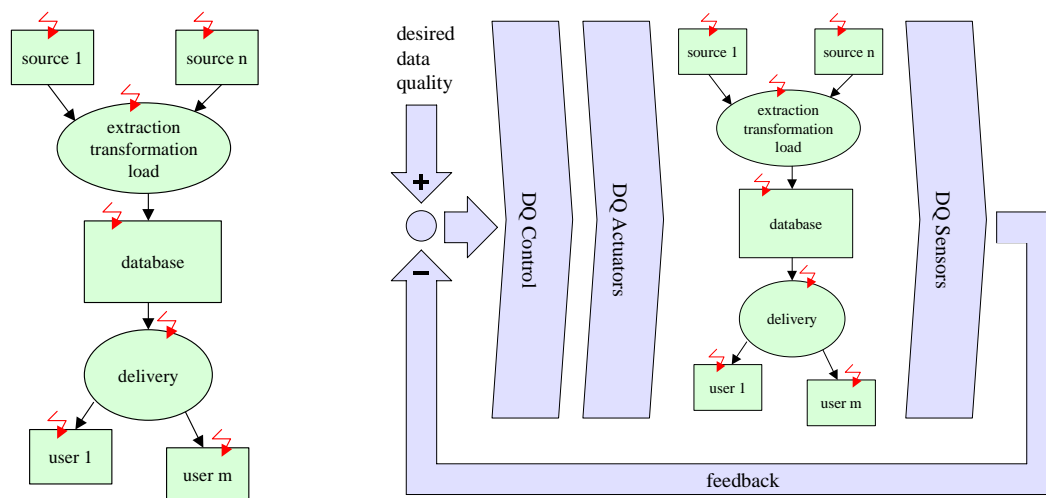 source 1
source n
extraction
transformation
load
database
delivery
user 1
user m
desired
data
quality
+
−
DQ Control
DQ Actuators
source 1
source n
extraction
transformation
load
database
delivery
user 1
user m
DQ Sensors
feedback